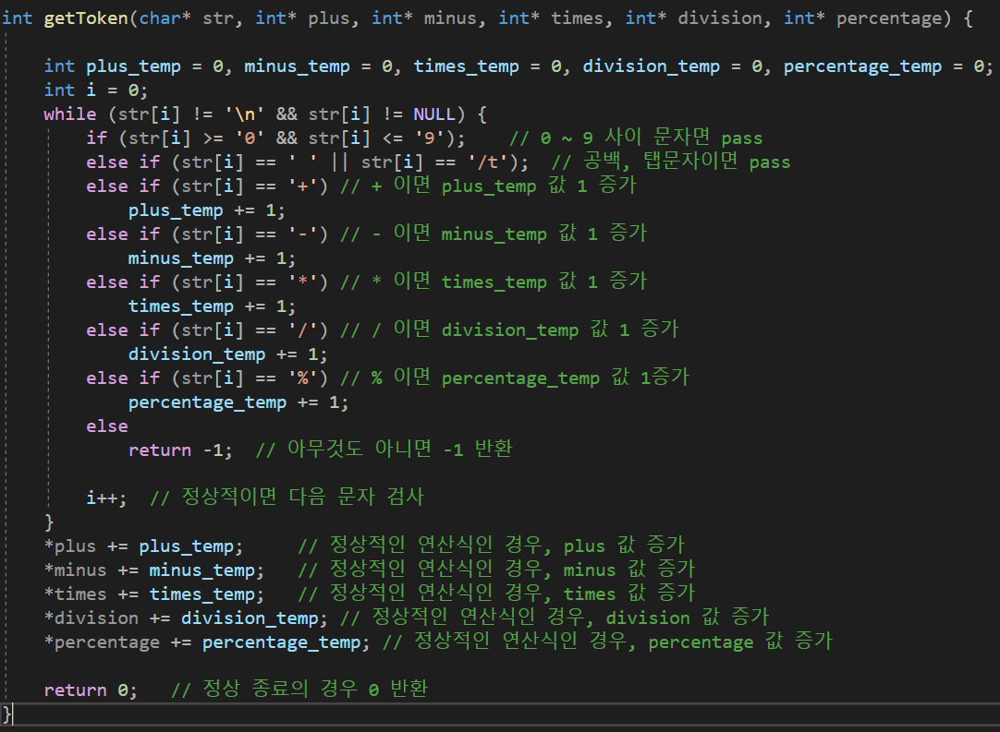 int getToken(char* str, int* plus, int* minus, int* times, int* division, int* percentage) {
int plus_temp = 0, minus_temp = 0, times_temp = 0, division_temp = 0, percentage_temp = 0;
int i = 0;
while (str[i] != '\n' && str[i] != NULL) {
if (str[i] >= '0' && str[i] <= '9'); // 0 ~ 9 사이 문자면 pass
else if (str[i] == ' ' || str[i] == '/t'); // 공백, 탭문자이면 pass
else if (str[i] == '+') // + 이면 plus_temp 값 1 증가
plus_temp += 1;
else if (str[i] == '-') // - 이면 minus_temp 값 1 증가
minus_temp += 1;
else if (str[i] == '*') // * 이면 times_temp 값 1 증가
times_temp += 1;
else if (str[i] == '/') // / 이면 division_temp 값 1 증가
division_temp += 1;
else if (str[i] == '%') // % 이면 percentage_temp 값 1증가
percentage_temp += 1;
else
return -1; // 아무것도 아니면 -1 반환
i++; // 정상적이면 다음 문자 검사
}
*plus += plus_temp; // 정상적인 연산식인 경우, plus 값 증가
*minus += minus_temp; // 정상적인 연산식인 경우, minus 값 증가
*times += times_temp; // 정상적인 연산식인 경우, times 값 증가
*division += division_temp; // 정상적인 연산식인 경우, division 값 증가
*percentage += percentage_temp; // 정상적인 연산식인 경우, percentage 값 증가
return 0; // 정상 종료의 경우 0 반환
}